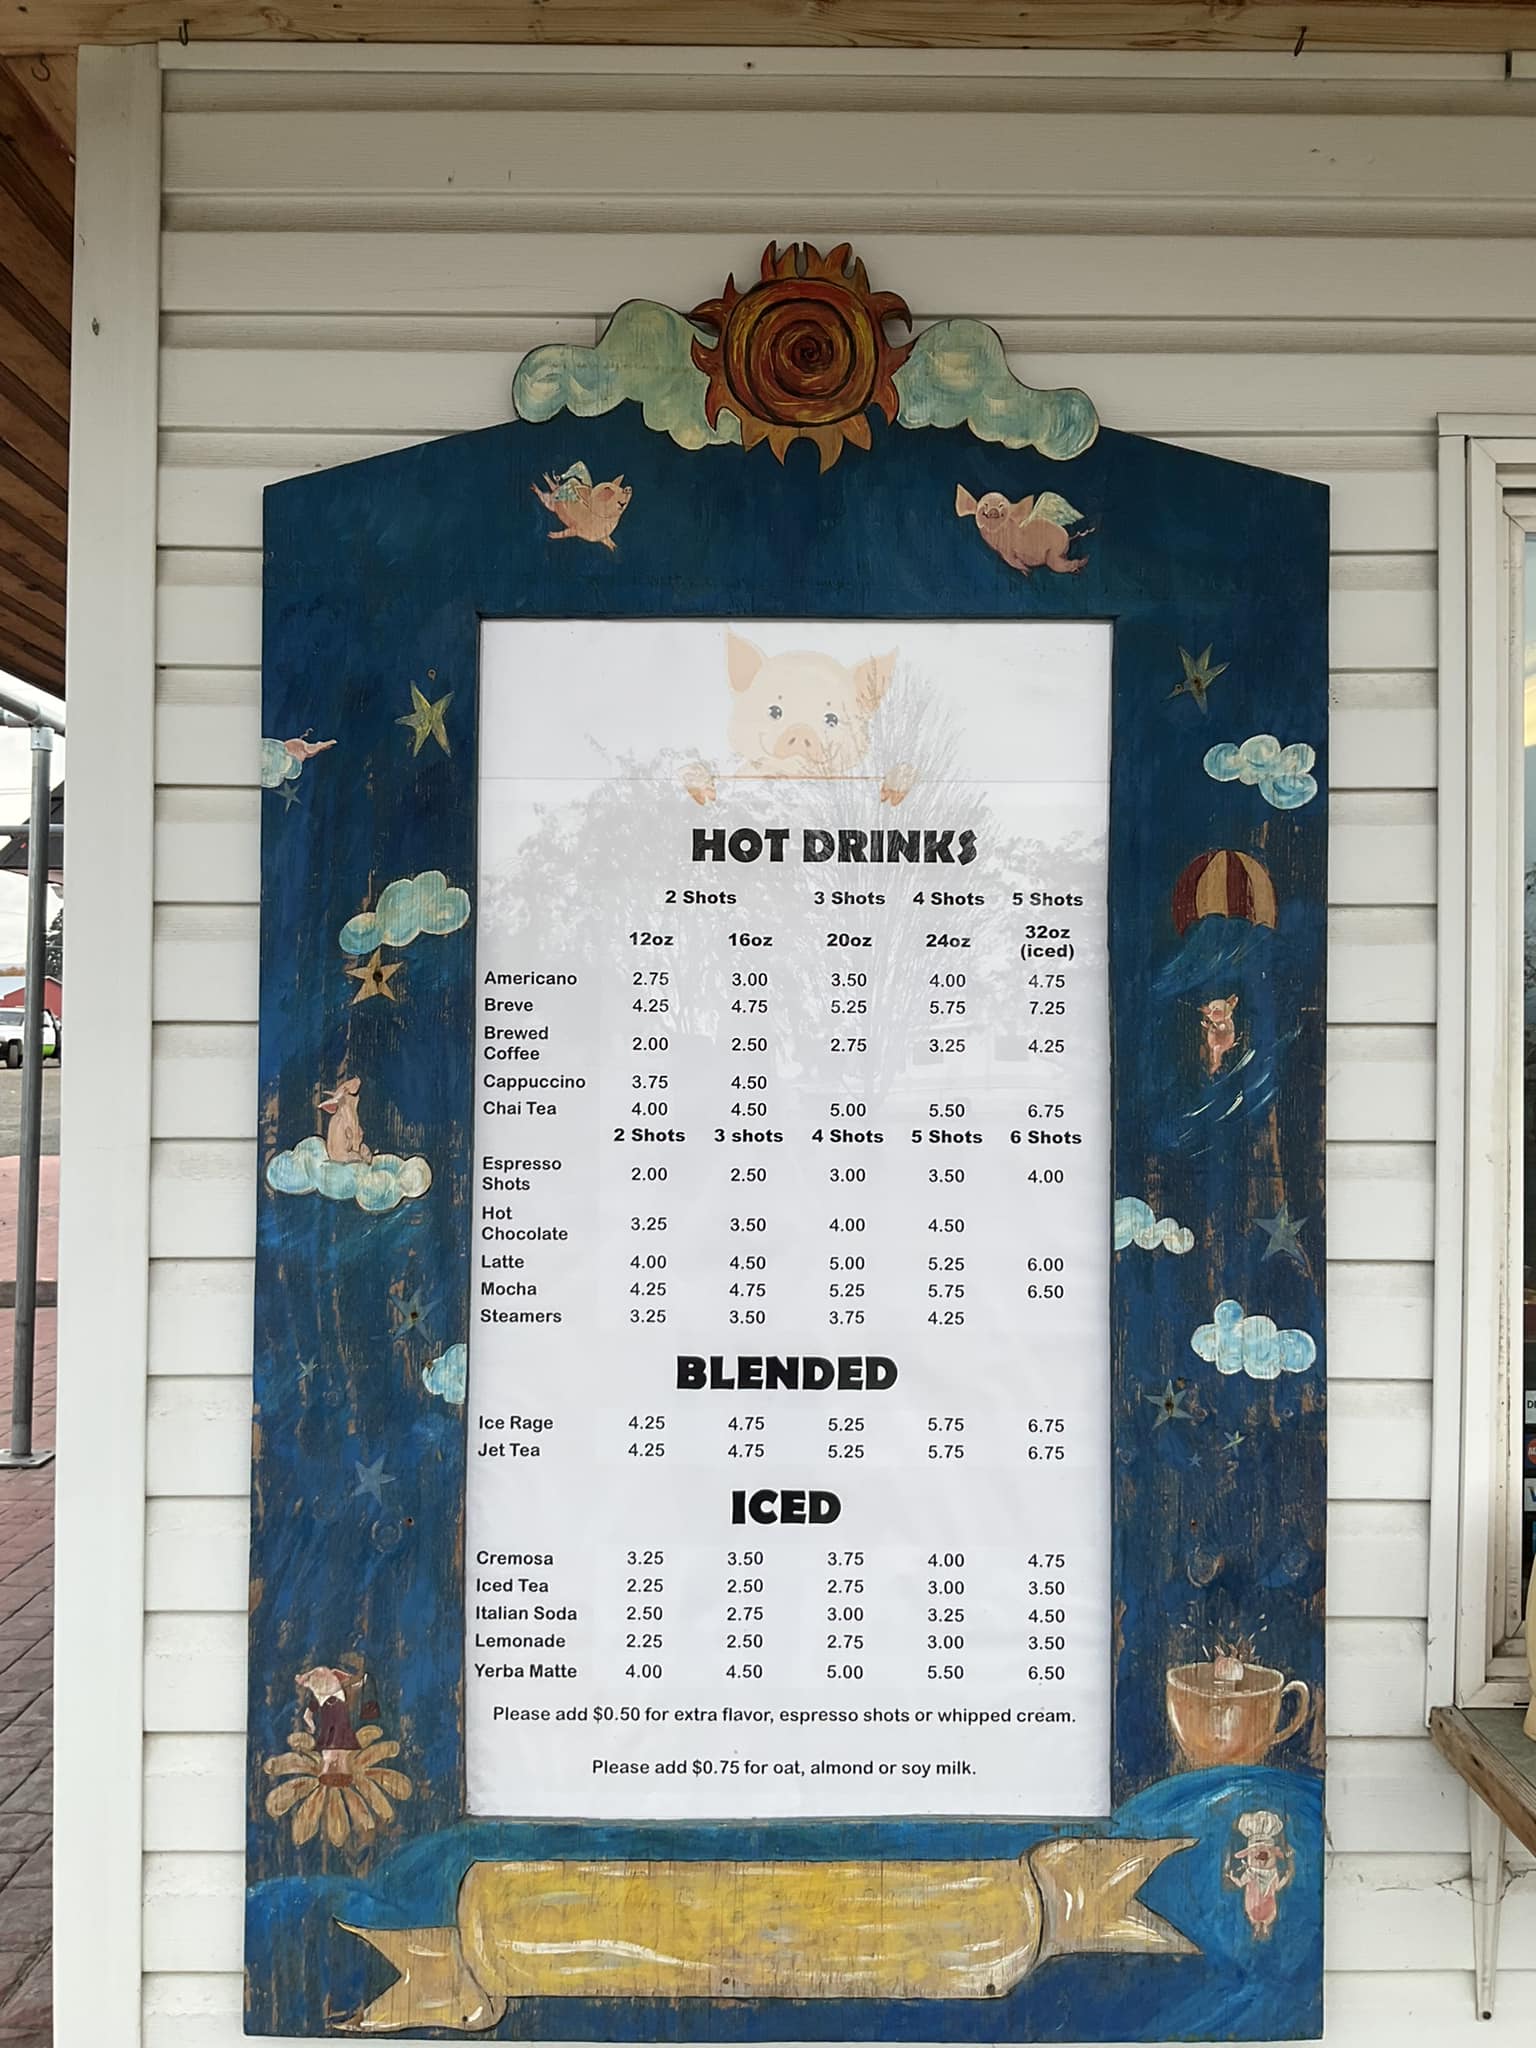 HOT DRINKS
2 Shots 3 Shots 4 Shots 5 Shots
12oz 16oz 20oz 24oz 32oz (iced)
Americano 2.75 3.00 3.50 4.00 4.75
Breve 4.25 4.75 5.25 5.75 7.25
Brewed Coffee 2.00 2.50 2.75 3.25 4.25
Cappuccino 3.75 4.50
Chai Tea 4.00 4.50 5.00 5.50 6.75
2 Shots 3 shots 4 Shots 5 Shots 6 Shots
Espresso Shots 2.00 2.50 3.00 3.50 4.00
Hot Chocolate 3.25 3.50 4.00 4.50
Latte 4.00 4.50 5.00 5.25 6.00
Mocha 4.25 4.75 5.25 5.75 6.50
Steamers 3.25 3.50 3.75 4.25
BLENDED
Ice Rage 4.25 4.75 5.25 5.75 6.75
Jet Tea 4.25 4.75 5.25 5.75 6.75
ICED
Cremosa 3.25 3.50 3.75 4.00 4.75
Iced Tea 2.25 2.50 2.75 3.00 3.50
Italian Soda 2.50 2.75 3.00 3.25 4.50
Lemonade 2.25 2.50 2.75 3.00 3.50
Yerba Matte 4.00 4.50 5.00 5.50 6.50
Please add $0.50 for extra flavor, espresso shots or whipped cream.
Please add $0.75 for oat, almond or soy milk.